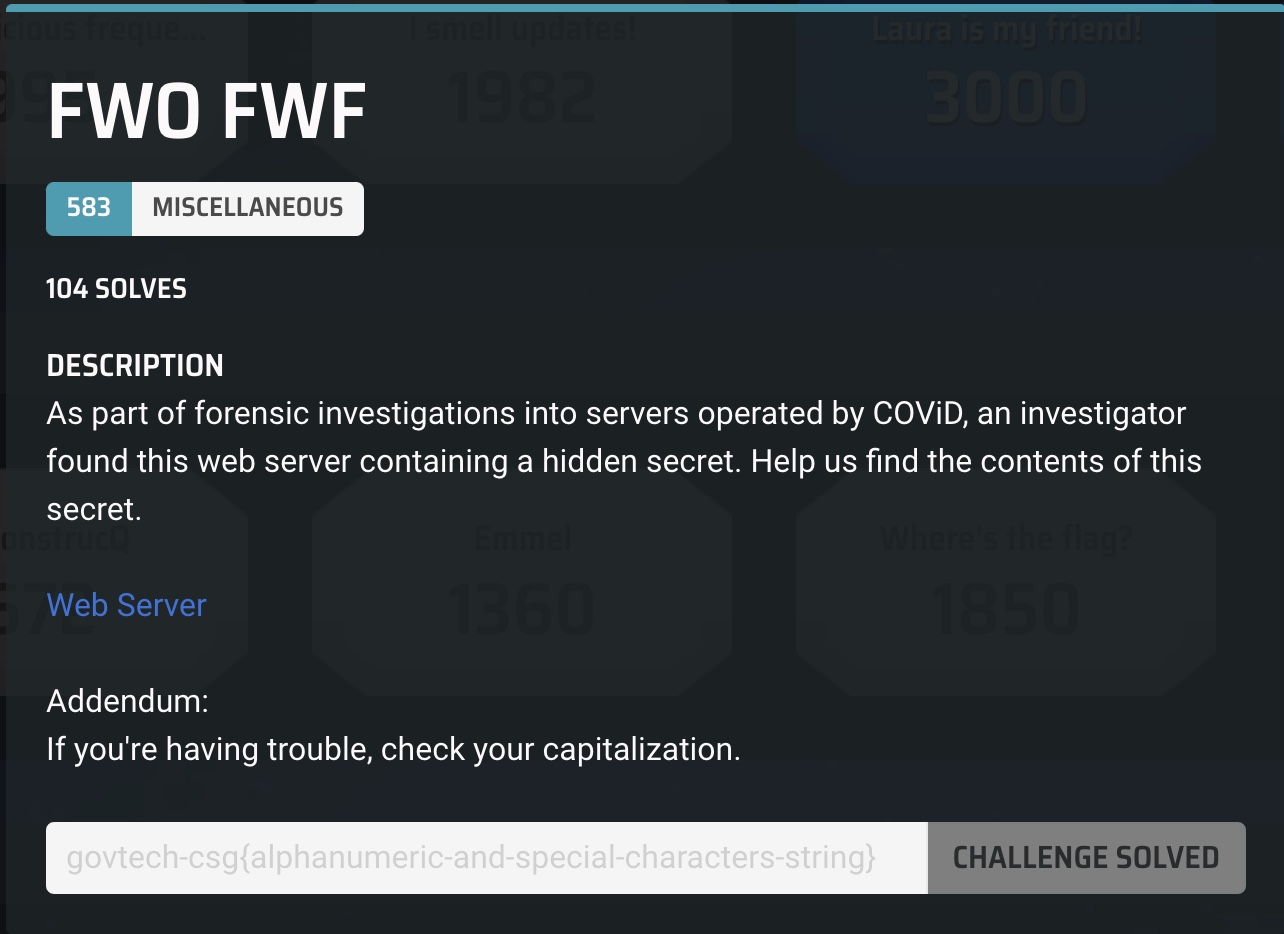 cious freque...
I smell updates!
Laura is my friend!
1982
3000
FWO FWF
583 MISCELLANEOUS
104 SOLVES
DESCRIPTION
As part of forensic investigations into servers operated by COViD, an investigator
found this web server containing a hidden secret. Help us find the contents of this
secret.
Emmel
Where's the flag?
1360
1850
Web Server
Addendum:
If you're having trouble, check your capitalization.
govtech-csg{alphanumeric-and-special-characters-string}
CHALLENGE SOLVED